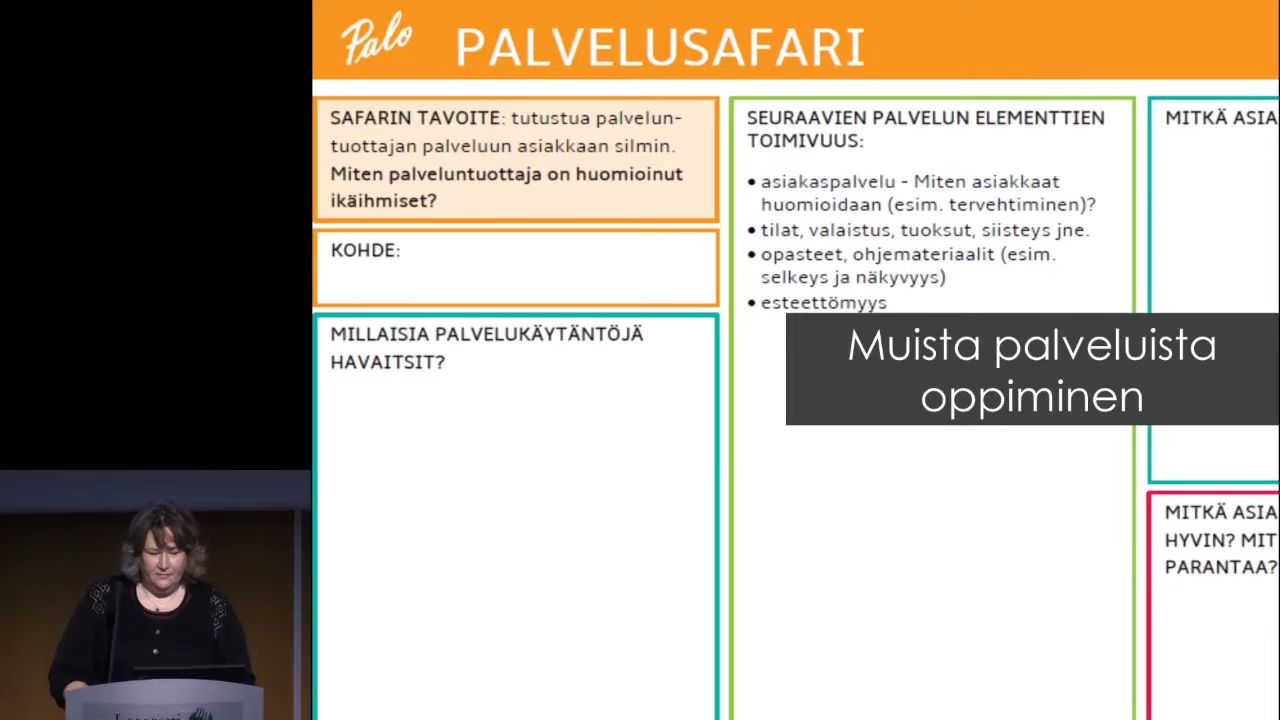 Palo
PALVELUSAFARI
SAFARIN TAVOITE: tutustua palvelun-
tuottajan palveluun asiakkaan silmin.
Miten palveluntuottaja on huomioinut
ikäihmiset?
KOHDE:
MILLAISIA PALVELUKÄYTÄNTÖJÄ
HAVAITSIT?
SEURAAVIEN PALVELUN ELEMENTTIEN
TOIMIVUUS:
• asiakaspalvelu - Miten asiakkaat
huomioidaan (esim. tervehtiminen)?
• tilat, valaistus, tuoksut, siisteys jne.
• opasteet, ohjemateriaalit (esim.
selkeys ja näkyvyys)
• esteettömyys
Muista palveluista
oppiminen
MITKÄ ASIA
MITKÄ ASIA
HYVIN? MIT
PARANTAA?